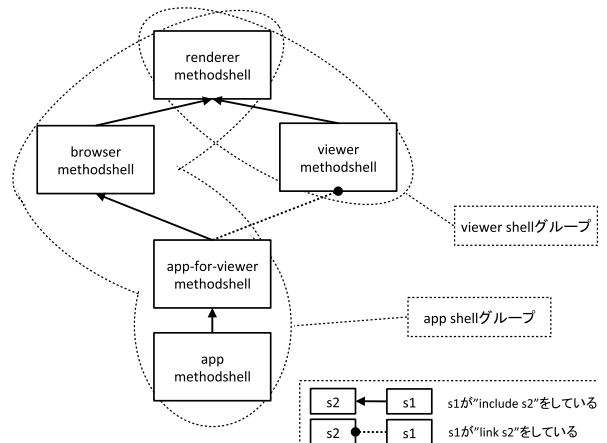 renderer
methodshell
browser
methodshell
viewer
methodshell
viewer shellグループ
app-for-viewer
methodshell
app shellグループ
app
methodshell
s2
s1
s1が"include s2"をしている
s2
s1
s1が"link s2"をしている